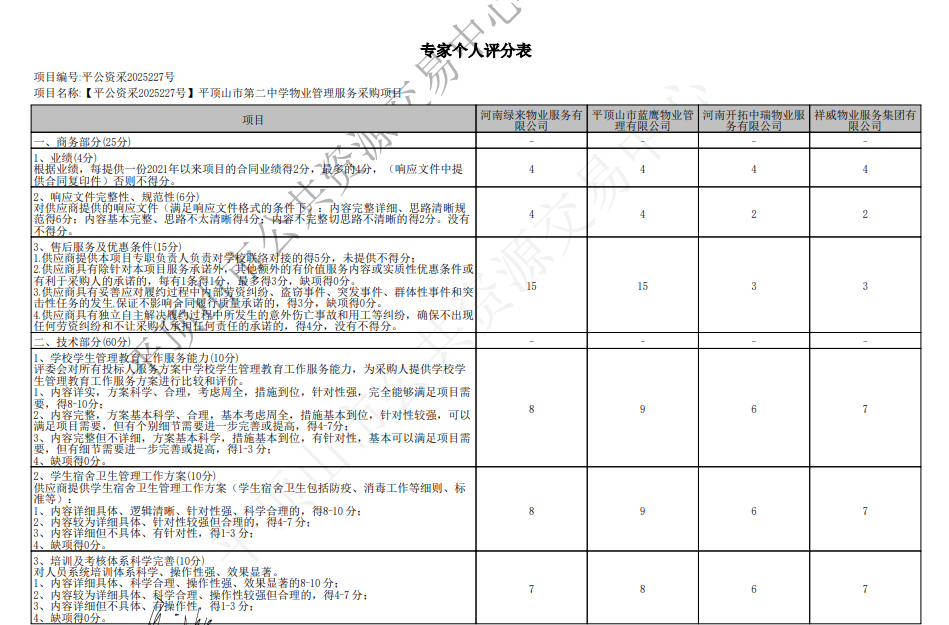 专家个人评分表
项目编号:平公资采2025227号
项目名称:【平公资采2025227号】平顶山市第二中学物业管理服务采购项目
项目 河南绿来物业服务有限公司 平顶山市蓝鹰物业管理有限公司 河南开拓中瑞物业服务有限公司 祥威物业服务集团有限公司
一、商务部分(25分) - - - -
1、业绩(4分)
根据业绩，每提供一份2021年以来项目的合同业绩得2分，最多的4分，（响应文件中提
供合同复印件）否则不得分。
4 4 4 4
2、响应文件完整性、规范性(6分)
对供应商提供的响应文件（满足响应文件格式的条件下）：内容完整详细、思路清晰规
范得6分；内容基本完整、思路不太清晰得4分；内容不完整切思路不清晰的得2分。没有
不得分。
4 4 2 2
3、售后服务及优惠条件(15分)
1.供应商提供本项目专职负责人负责对学校联络对接的得5分，未提供不得分；
2.供应商具有除针对本项目服务承诺外，其他额外的有价值服务内容或实质性优惠条件或
有利于采购人的承诺的，每有1条得1分，最多得3分，缺项得0分。
3.供应商具有妥善应对履约过程中内部劳资纠纷、盗窃事件、突发事件、群体性事件和突
击性任务的发生,保证不影响合同履行质量承诺的，得3分，缺项得0分。
4.供应商具有独立自主解决履约过程中所发生的意外伤亡事故和用工等纠纷，确保不出现
任何劳资纠纷和不让采购人承担任何责任的承诺的，得4分，没有不得分。
15 15 3 3
二、技术部分(60分) - - - -
1、学校学生管理教育工作服务能力(10分)
评委会对所有投标人服务方案中学校学生管理教育工作服务能力，为采购人提供学校学
生管理教育工作服务方案进行比较和评价。
1、内容详实，方案科学、合理，考虑周全，措施到位，针对性强，完全能够满足项目需
要，得8-10分；
2、内容完整，方案基本科学、合理，基本考虑周全，措施基本到位，针对性较强，可以
满足项目需要，但有个别细节需要进一步完善或提高，得4-7分；
3、内容完整但不详细，方案基本科学，措施基本到位，有针对性，基本可以满足项目需
要，但有细节需要进一步完善或提高，得1-3分；
4、缺项得0分。
8 9 6 7
2、学生宿舍卫生管理工作方案(10分)
供应商提供学生宿舍卫生管理工作方案（学生宿舍卫生包括防疫、消毒工作等细则、标
准等）：
1、内容详细具体、逻辑清晰、针对性强、科学合理的，得8-10分；
2、内容较为详细具体、针对性较强但合理的，得4-7分；
3、内容详细但不具体、有针对性，得1-3分；
4、缺项得0分。
8 9 6 7
3、培训及考核体系科学完善(10分)
对人员系统培训体系科学、操作性强、效果显著。
1、内容详细具体、科学合理、操作性强、效果显著的8-10分；
2、内容较为详细具体、科学合理、操作性较强但合理的，得4-7分；
3、内容详细但不具体、有操作性，得1-3分；
4、缺项得0分。
7 8 6 7
平顶山市公共资源交易中心
平顶山市公共资源交易中心